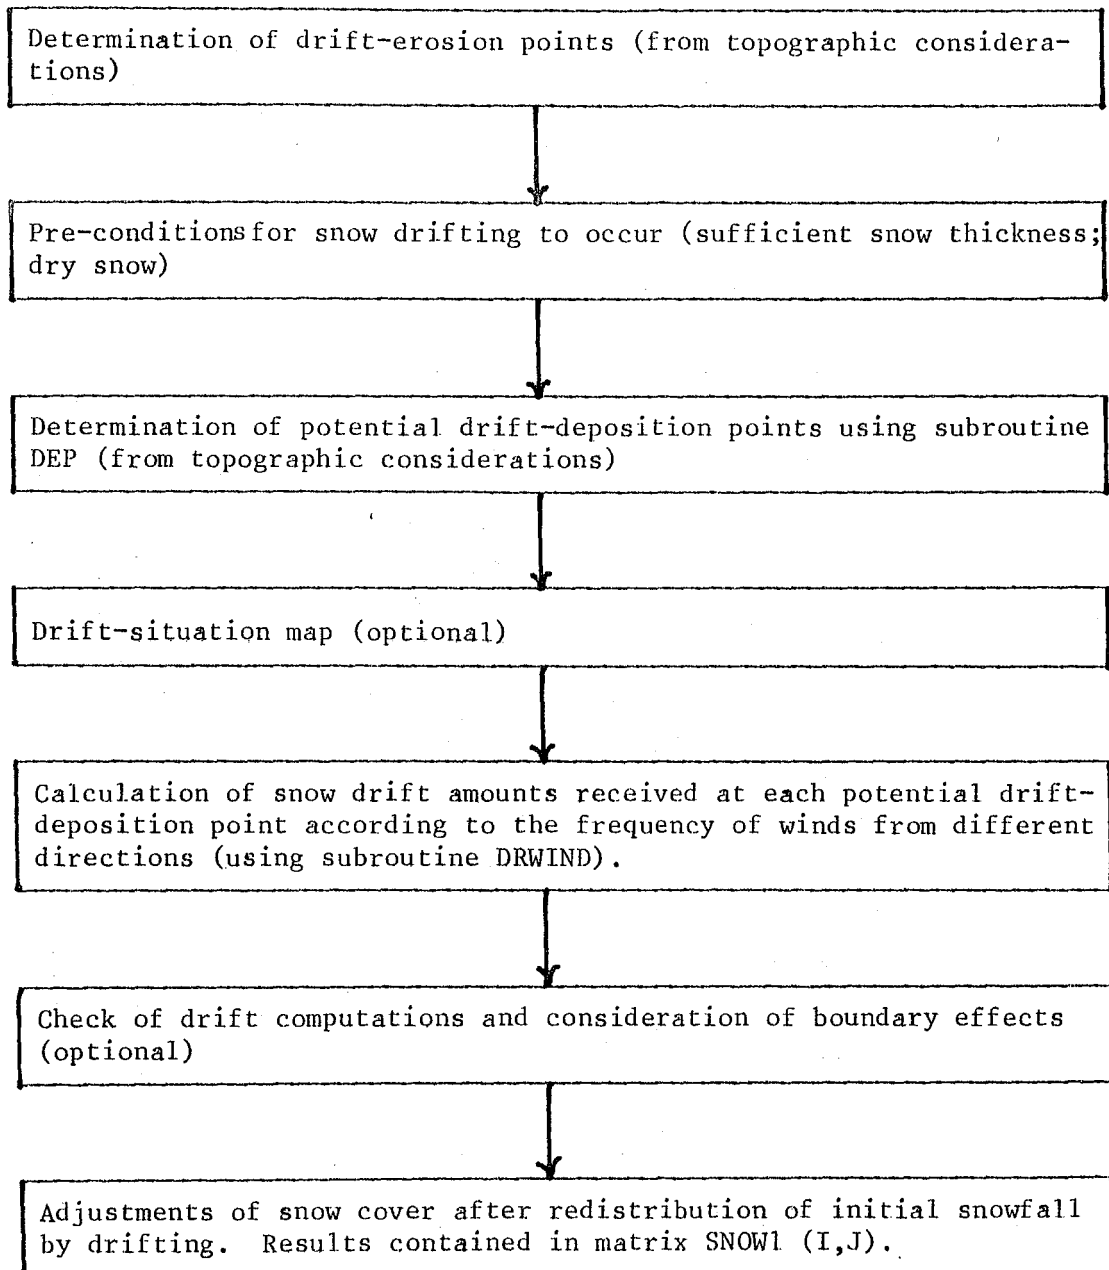 Determination of drift-erosion points (from topographic considera-
tions)
Pre-conditions for snow drifting to occur (sufficient snow thickness;
dry snow)
Determination of potential drift-deposition points using subroutine
DEP (from topographic considerations)
Drift-situation map (optional)
Calculation of snow drift amounts received at each potential drift-
deposition point according to the frequency of winds from different
directions (using subroutine DRWIND).
Check of drift computations and consideration of boundary effects
(optional)
Adjustments of snow cover after redistribution of initial snowfall
by drifting.  Results contained in matrix SNOW1 (I,J).